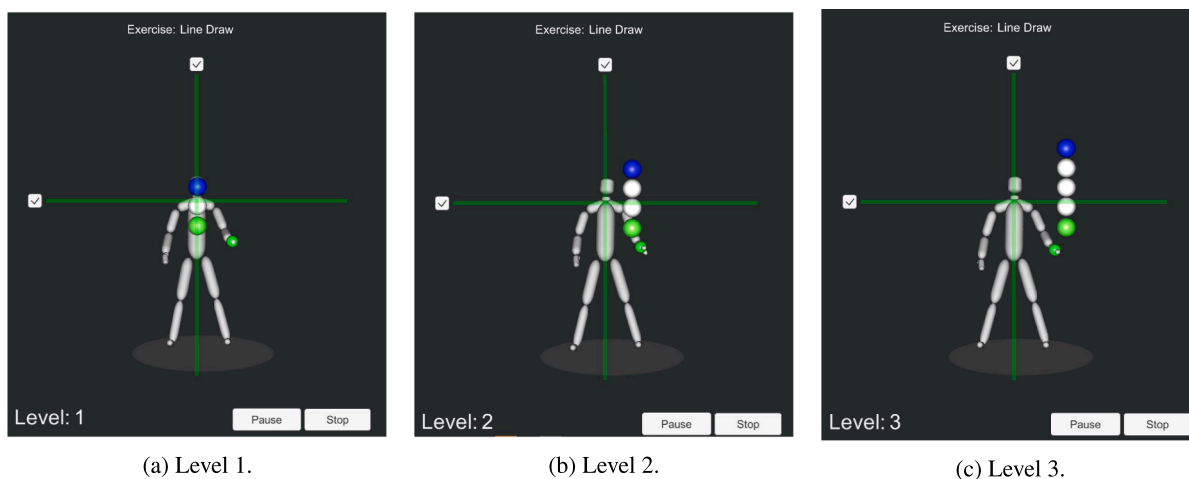 Exercise: Line Draw
Level: 1
Pause
Stop
(a) Level 1.
Exercise: Line Draw
Level: 2
Pause
Stop
(b) Level 2.
Exercise: Line Draw
Level: 3
Pause
Stop
(c) Level 3.